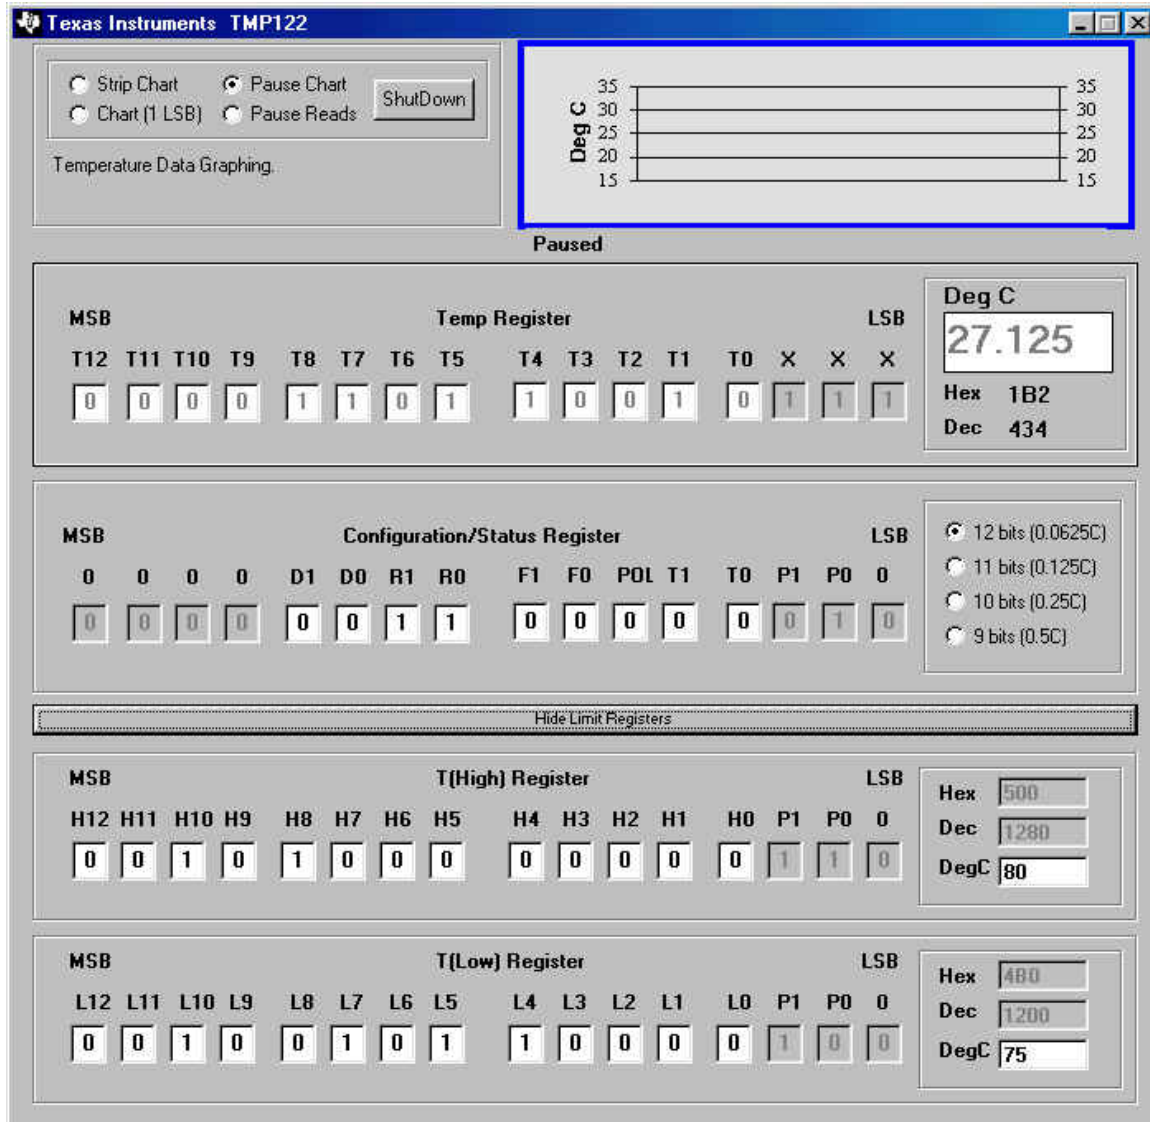 Texas Instruments TMP122
Strip Chart Pause Chart ShutDown
Chart (1 LSB) Pause Reads
Temperature Data Graphing.
Deg C
35 35
30 30
25 25
20 20
15 15
Paused
MSB Temp Register LSB
T12 T11 T10 T9 T8 T7 T6 T5 T4 T3 T2 T1 T0 X X X
0 0 0 0 1 1 0 1 1 0 0 1 0 1 1 1
Deg C
27.125
Hex 1B2
Dec 434
MSB Configuration/Status Register LSB
0 0 0 0 D1 D0 R1 R0 F1 F0 POL T1 T0 P1 P0 0
0 0 0 0 0 0 1 1 0 0 0 0 0 0 1 0
12 bits (0.0625C)
11 bits (0.125C)
10 bits (0.25C)
9 bits (0.5C)
Hide Limit Registers
MSB T(High) Register LSB
H12 H11 H10 H9 H8 H7 H6 H5 H4 H3 H2 H1 H0 P1 P0 0
0 0 1 0 1 0 0 0 0 0 0 0 0 1 1 0
Hex 500
Dec 1280
DegC 80
MSB T(Low) Register LSB
L12 L11 L10 L9 L8 L7 L6 L5 L4 L3 L2 L1 L0 P1 P0 0
0 0 1 0 0 1 0 1 1 0 0 0 0 1 0 0
Hex 4B0
Dec 1200
DegC 75